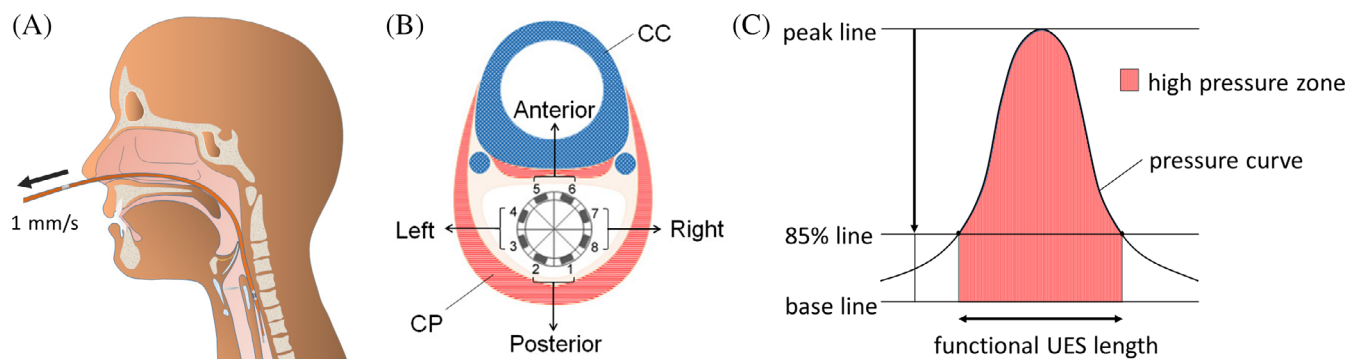 (A)
1 mm/s
(B)
CC
Anterior
5 6
4 7
Left Right
3 8
2 1
CP
Posterior
(C)
peak line
high pressure zone
pressure curve
85% line
base line
functional UES length